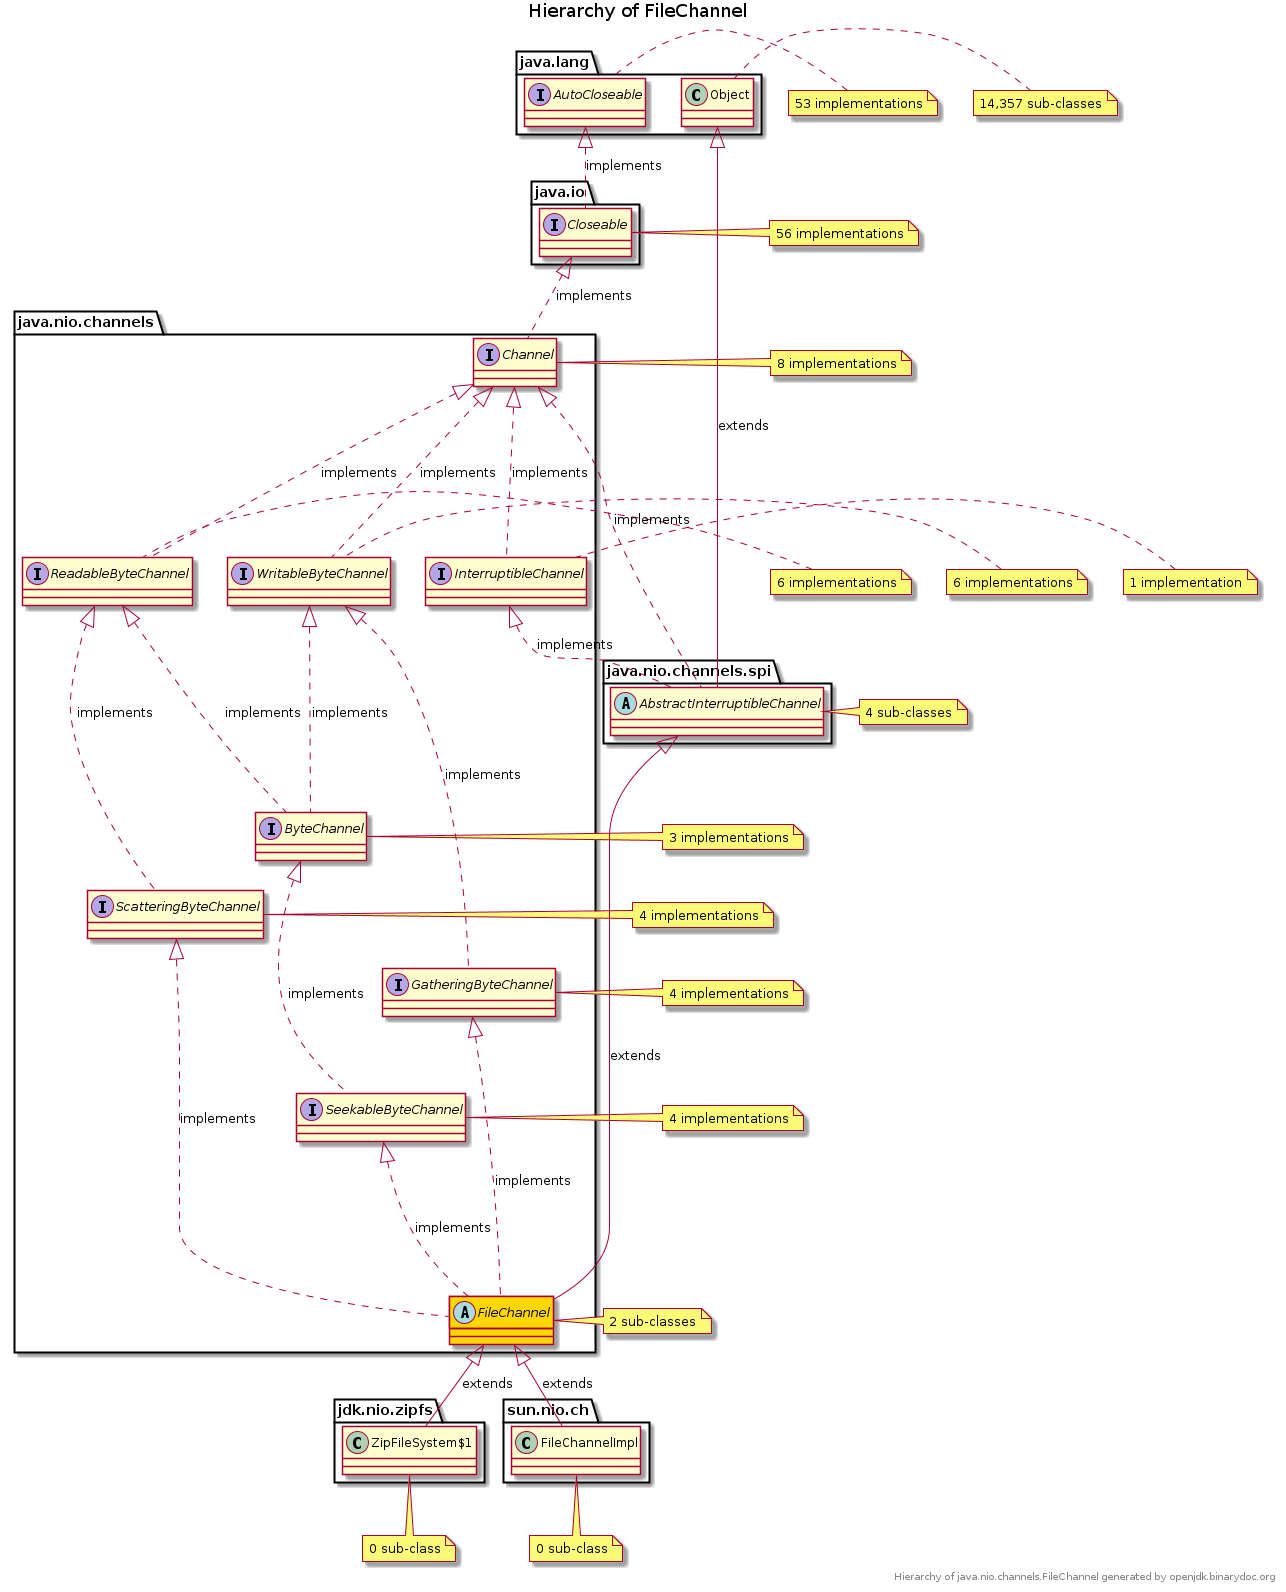 Hierarchy of FileChannel
java.lang
I AutoCloseable
C Object
53 implementations
14,357 sub-classes
implements
java.io
I Closeable
56 implementations
implements
java.nio.channels
I Channel
8 implementations
extends
implements
implements
implements
implements
I ReadableByteChannel
I WritableByteChannel
I InterruptibleChannel
6 implementations
6 implementations
1 implementation
implements
java.nio.channels.spi
A AbstractInterruptibleChannel
4 sub-classes
implements
implements
implements
implements
I ByteChannel
3 implementations
I ScatteringByteChannel
4 implementations
I GatheringByteChannel
4 implementations
implements
extends
I SeekableByteChannel
4 implementations
implements
implements
implements
A FileChannel
2 sub-classes
extends
extends
jdk.nio.zipfs
sun.nio.ch
C ZipFileSystem$1
C FileChannelImpl
0 sub-class
0 sub-class
Hierarchy of java.nio.channels.FileChannel generated by openjdk.binarydoc.org